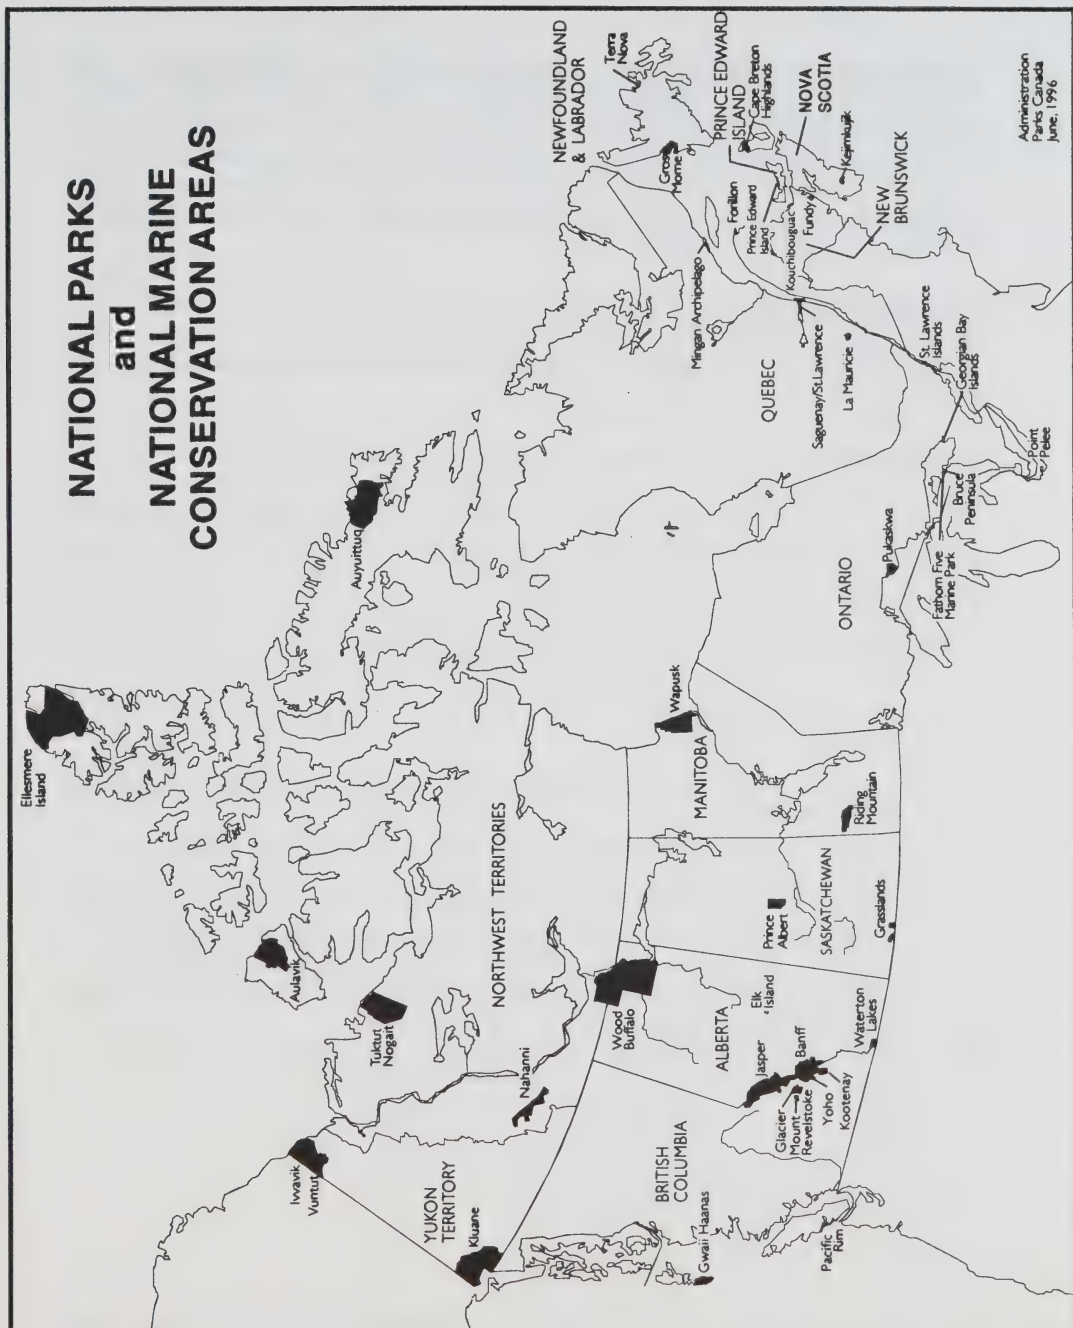 NATIONAL PARKS
and
NATIONAL MARINE
CONSERVATION AREAS
Ellesmere
Island
Auyuittuq
Aulavik
Tuktut
Nogait
NORTHWEST TERRITORIES
Nahanni
Ivvavik
Vuntut
YUKON
TERRITORY
Kluane
BRITISH
COLUMBIA
Gwaii Haanas
Pacific
Rim
Glacier
Mount
Revelstoke
Yoho
Kootenay
Jasper
Banff
Waterton
Lakes
ALBERTA
Elk
Island
Wood
Buffalo
Prince
Albert
SASKATCHEWAN
Grasslands
MANITOBA
Wapusk
Riding
Mountain
ONTARIO
Pukaskwa
Fathom Five
Marine Park
Bruce
Peninsula
Point
Pelee
Georgian Bay
Islands
St. Lawrence
Islands
QUEBEC
Saguenay/St.Lawrence
La Mauricie
Mingan Archipelago
Forillon
NEWFOUNDLAND
& LABRADOR
Terra
Nova
Gros
Morne
PRINCE EDWARD
ISLAND
Prince Edward
Island
Cape Breton
Highlands
NOVA
SCOTIA
Kejimkujik
Kouchibouguac
Fundy
NEW
BRUNSWICK
Administration
Parks Canada
June, 1996